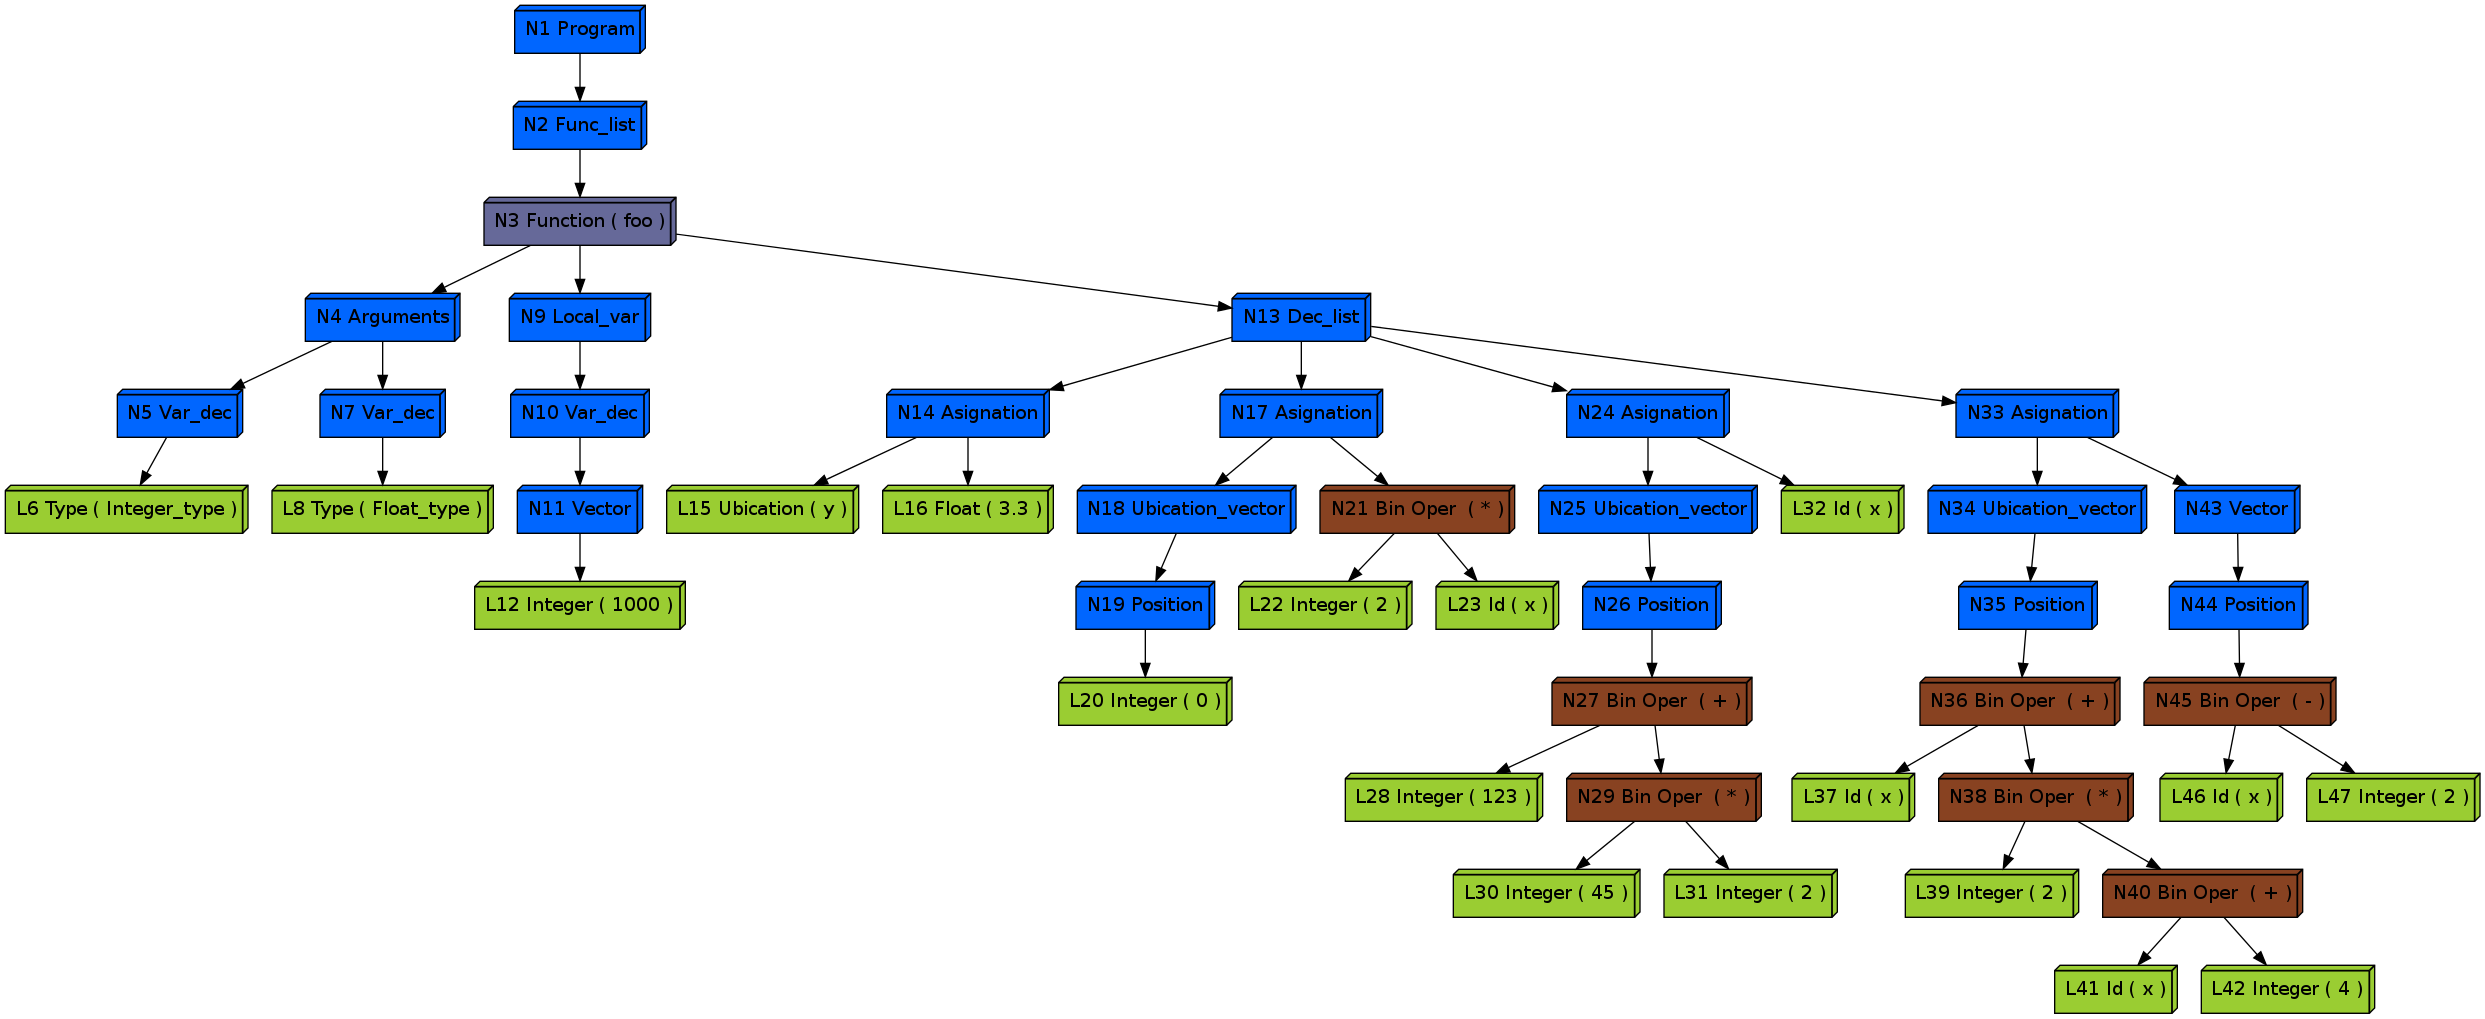 N1 Program
N2 Func_list
N3 Function ( foo )
N4 Arguments
N9 Local_var
N13 Dec_list
N5 Var_dec
N7 Var_dec
N10 Var_dec
N14 Asignation
N17 Asignation
N24 Asignation
N33 Asignation
L6 Type ( Integer_type )
L8 Type ( Float_type )
N11 Vector
L15 Ubication ( y )
L16 Float ( 3.3 )
N18 Ubication_vector
N21 Bin Oper ( * )
N25 Ubication_vector
L32 Id ( x )
N34 Ubication_vector
N43 Vector
L12 Integer ( 1000 )
N19 Position
L22 Integer ( 2 )
L23 Id ( x )
N26 Position
N35 Position
N44 Position
L20 Integer ( 0 )
N27 Bin Oper ( + )
N36 Bin Oper ( + )
N45 Bin Oper ( - )
L28 Integer ( 123 )
N29 Bin Oper ( * )
L37 Id ( x )
N38 Bin Oper ( * )
L46 Id ( x )
L47 Integer ( 2 )
L30 Integer ( 45 )
L31 Integer ( 2 )
L39 Integer ( 2 )
N40 Bin Oper ( + )
L41 Id ( x )
L42 Integer ( 4 )